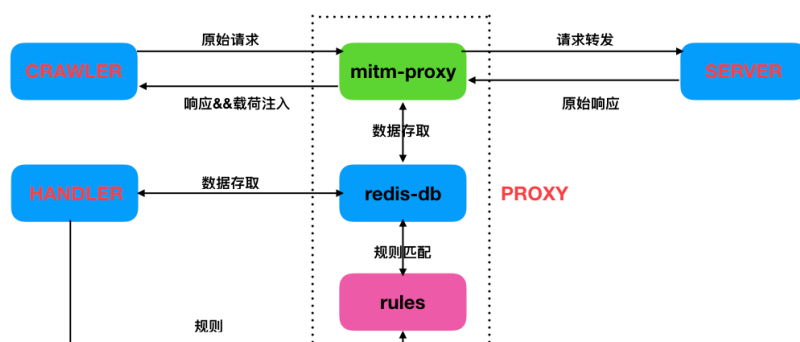 原始请求
请求转发
CRAWLER
mitm-proxy
SERVER
响应&&载荷注入
原始响应
数据存取
HANDLER
数据存取
redis-db
PROXY
规则匹配
rules
规则